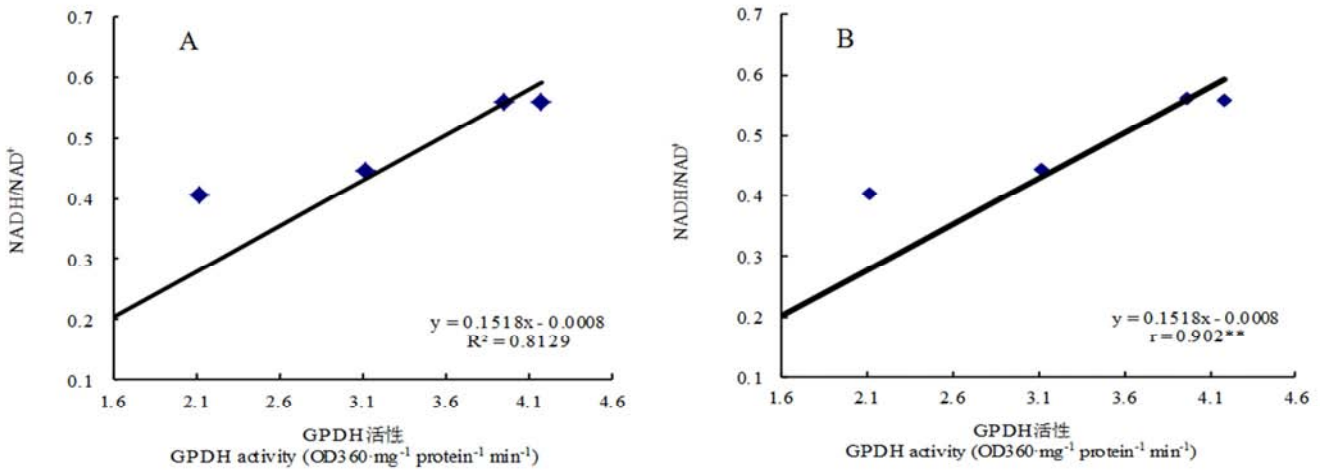 A
0.7
0.6
0.5
0.4
0.3
0.2
0.1
NADH/NAD⁺
y = 0.1518x - 0.0008
R² = 0.8129
1.6 2.1 2.6 3.1 3.6 4.1 4.6
GPDH活性
GPDH activity (OD360·mg⁻¹ protein⁻¹ min⁻¹)
B
0.7
0.6
0.5
0.4
0.3
0.2
0.1
NADH/NAD⁺
y = 0.1518x - 0.0008
r = 0.902**
1.6 2.1 2.6 3.1 3.6 4.1 4.6
GPDH活性
GPDH activity (OD360·mg⁻¹ protein⁻¹ min⁻¹)